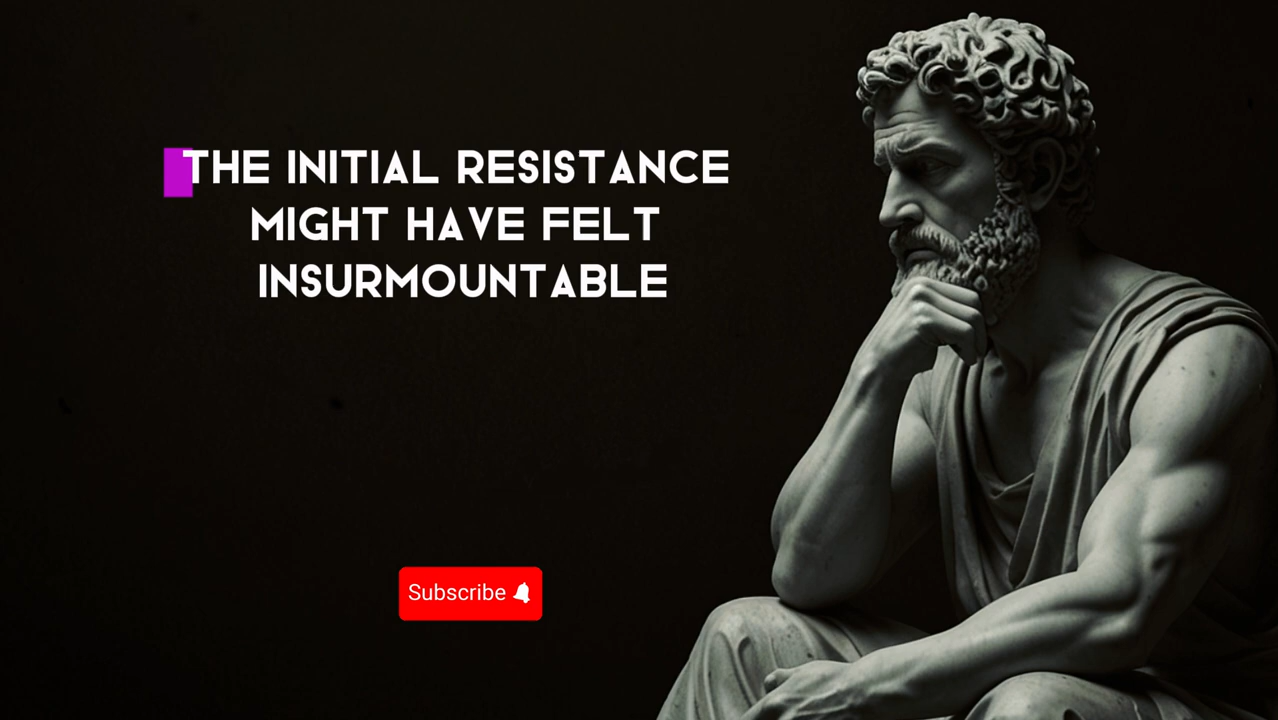 THE INITIAL RESISTANCE
MIGHT HAVE FELT
INSURMOUNTABLE
Subscribe